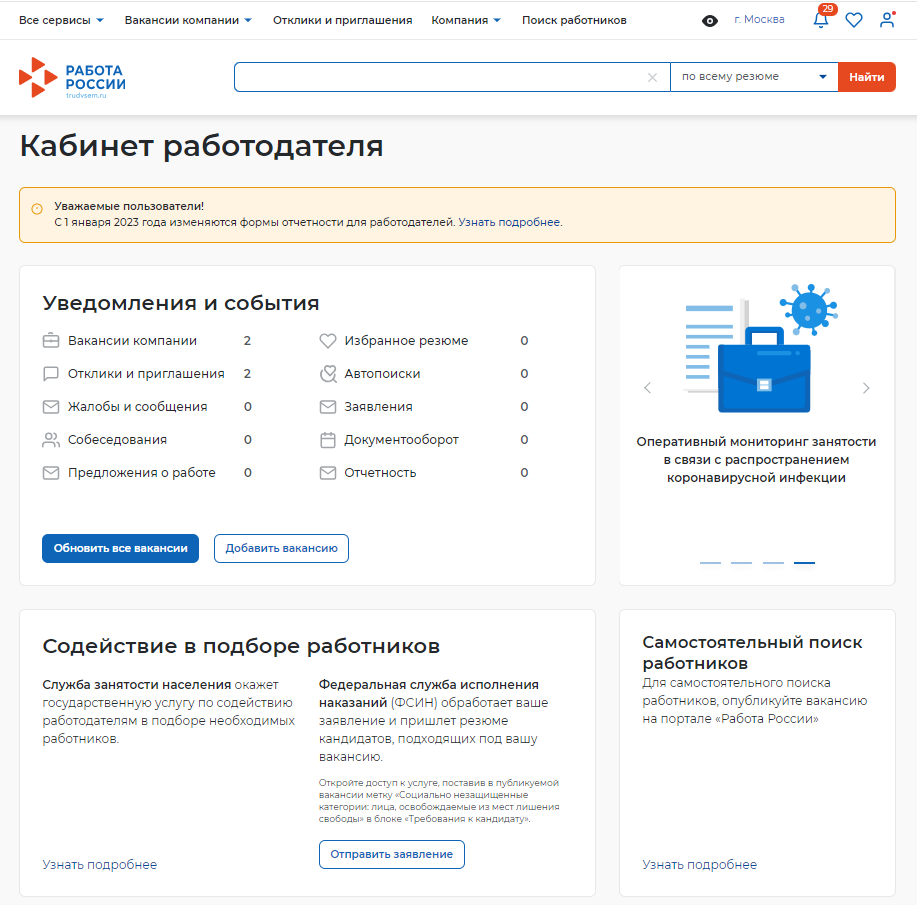 Все сервисы Вакансии компании Отклики и приглашения Компания Поиск работников г. Москва 29
РАБОТА
РОССИИ
trudvsem.ru
по всему резюме Найти
Кабинет работодателя
Уважаемые пользователи!
С 1 января 2023 года изменяются формы отчетности для работодателей. Узнать подробнее.
Уведомления и события
Вакансии компании 2
Отклики и приглашения 2
Жалобы и сообщения 0
Собеседования 0
Предложения о работе 0
Избранное резюме 0
Автопоиски 0
Заявления 0
Документооборот 0
Отчетность 0
Обновить все вакансии Добавить вакансию
Оперативный мониторинг занятости
в связи с распространением
коронавирусной инфекции
Содействие в подборе работников
Служба занятости населения окажет
государственную услугу по содействию
работодателям в подборе необходимых
работников.
Узнать подробнее
Федеральная служба исполнения
наказаний (ФСИН) обработает ваше
заявление и пришлет резюме
кандидатов, подходящих под вашу
вакансию.
Откройте доступ к услуге, поставив в публикуемой
вакансии метку «Социально незащищенные
категории: лица, освобождаемые из мест лишения
свободы» в блоке «Требования к кандидату».
Отправить заявление
Самостоятельный поиск
работников
Для самостоятельного поиска
работников, опубликуйте вакансию
на портале «Работа России»
Узнать подробнее